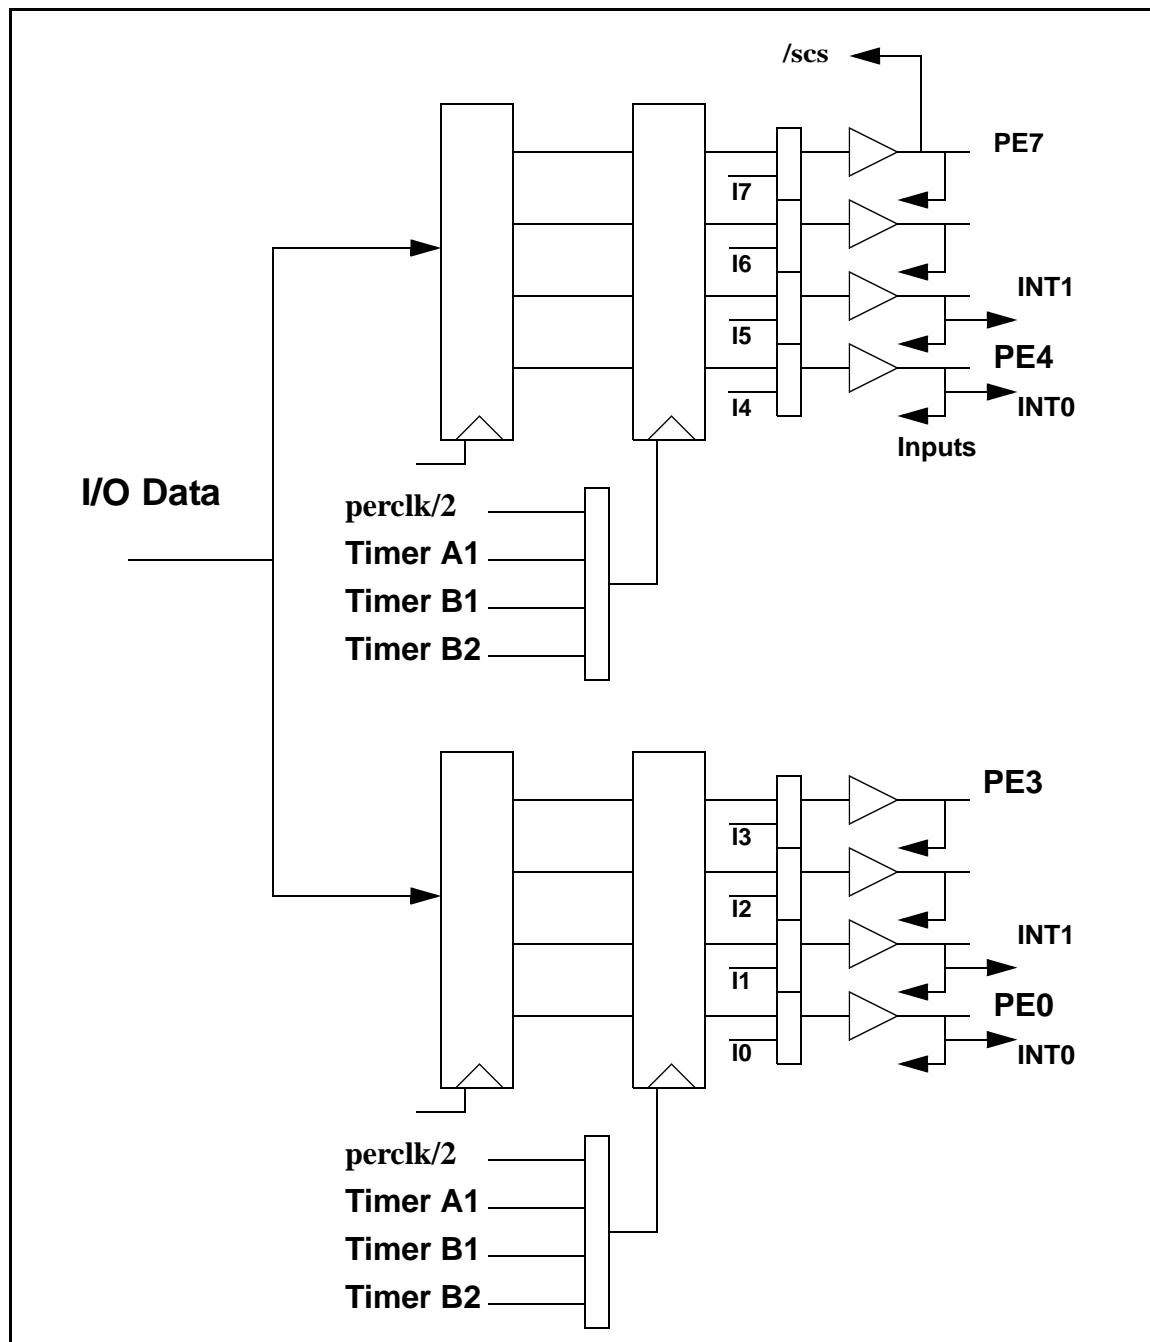 /scs
PE7
I7
I6
INT1
I5
PE4
I4
INT0
Inputs
I/O Data
perclk/2
Timer A1
Timer B1
Timer B2
PE3
I3
I2
INT1
I1
PE0
I0
INT0
perclk/2
Timer A1
Timer B1
Timer B2